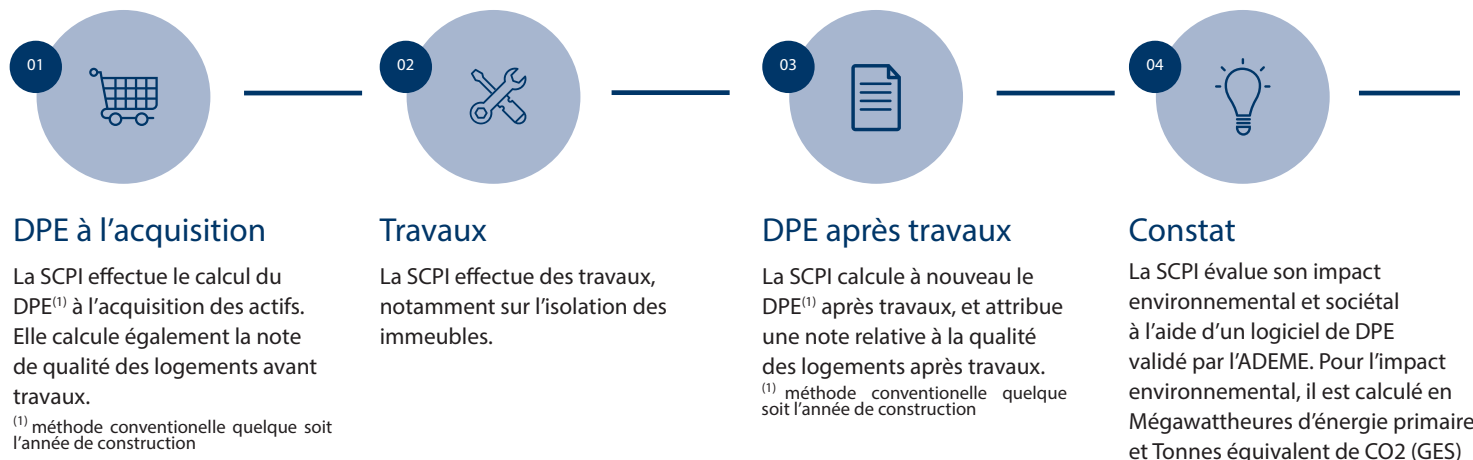 01
DPE à l’acquisition
La SCPI effectue le calcul du
DPE(1) à l’acquisition des actifs.
Elle calcule également la note
de qualité des logements avant
travaux.
(1) méthode conventionelle quelque soit
l’année de construction
02
Travaux
La SCPI effectue des travaux,
notamment sur l’isolation des
immeubles.
03
DPE après travaux
La SCPI calcule à nouveau le
DPE(1) après travaux, et attribue
une note relative à la qualité
des logements après travaux.
(1) méthode conventionelle quelque
soit l’année de construction
04
Constat
La SCPI évalue son impact
environnemental et sociétal
à l’aide d’un logiciel de DPE
validé par l’ADEME. Pour l’impact
environnemental, il est calculé en
Mégawattheures d’énergie primaire
et Tonnes équivalent de CO2 (GES)